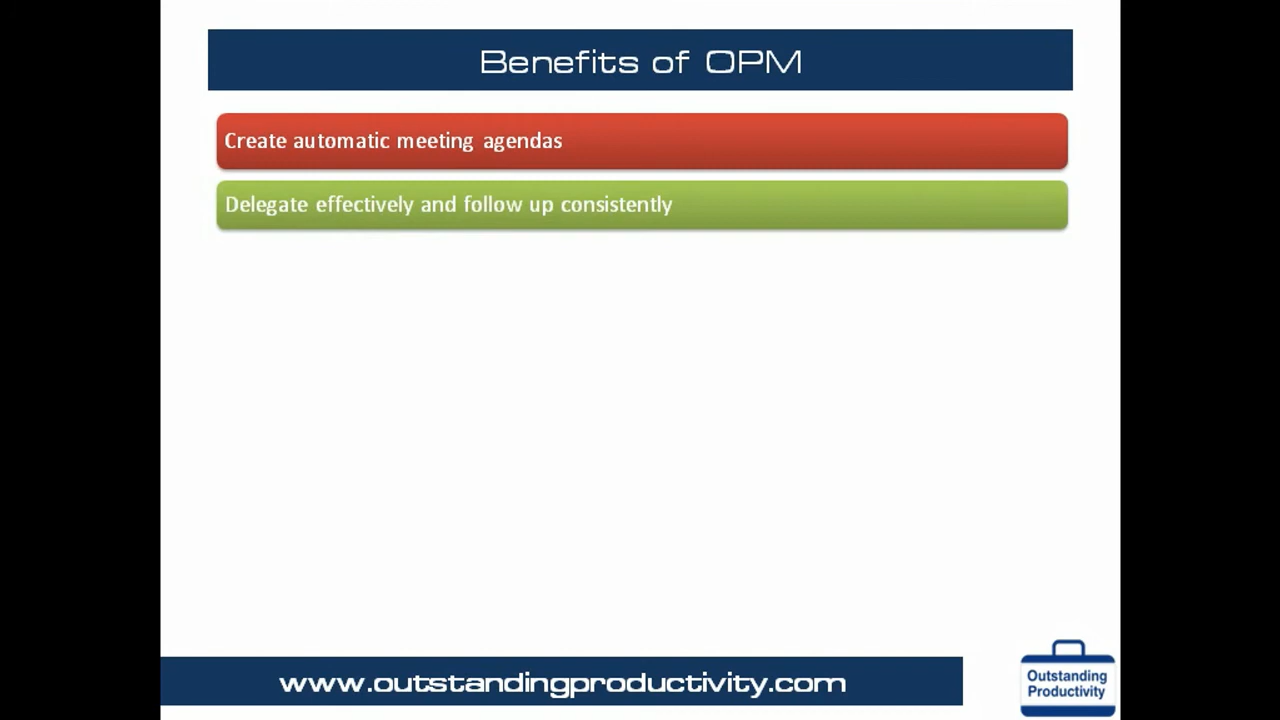 Benefits of OPM
Create automatic meeting agendas
Delegate effectively and follow up consistently
www.outstandingproductivity.com
Outstanding
Productivity